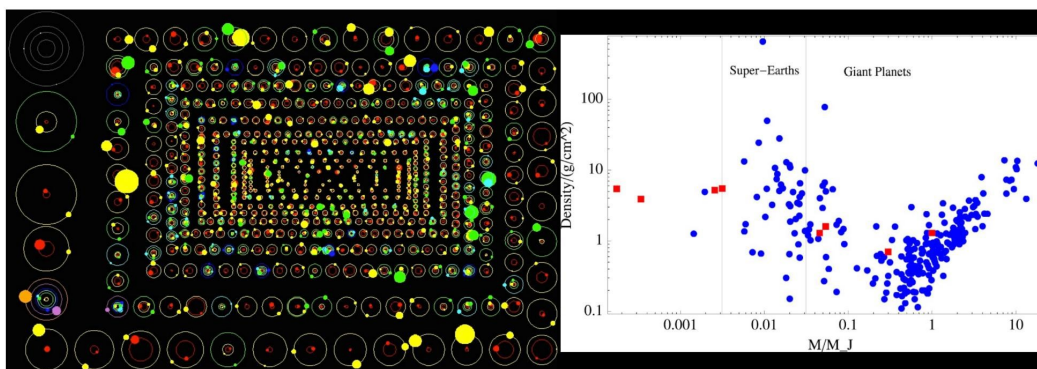 Super-Earths
Giant Planets
Density/(g/cm^2)
100
10
1
0.1
0.001
0.01
0.1
1
10
M/M_J